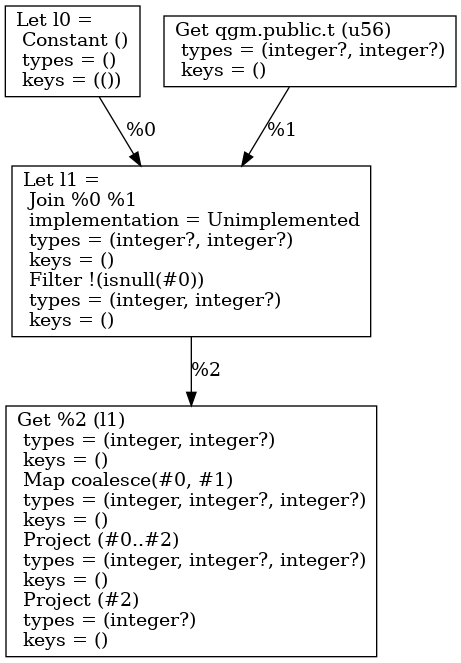 Let l0 =
Constant ()
types = ()
keys = (())
Get qgm.public.t (u56)
types = (integer?, integer?)
keys = ()
%0
%1
Let l1 =
Join %0 %1
implementation = Unimplemented
types = (integer?, integer?)
keys = ()
Filter !(isnull(#0))
types = (integer, integer?)
keys = ()
%2
Get %2 (l1)
types = (integer, integer?)
keys = ()
Map coalesce(#0, #1)
types = (integer, integer?, integer?)
keys = ()
Project (#0..#2)
types = (integer, integer?, integer?)
keys = ()
Project (#2)
types = (integer?)
keys = ()